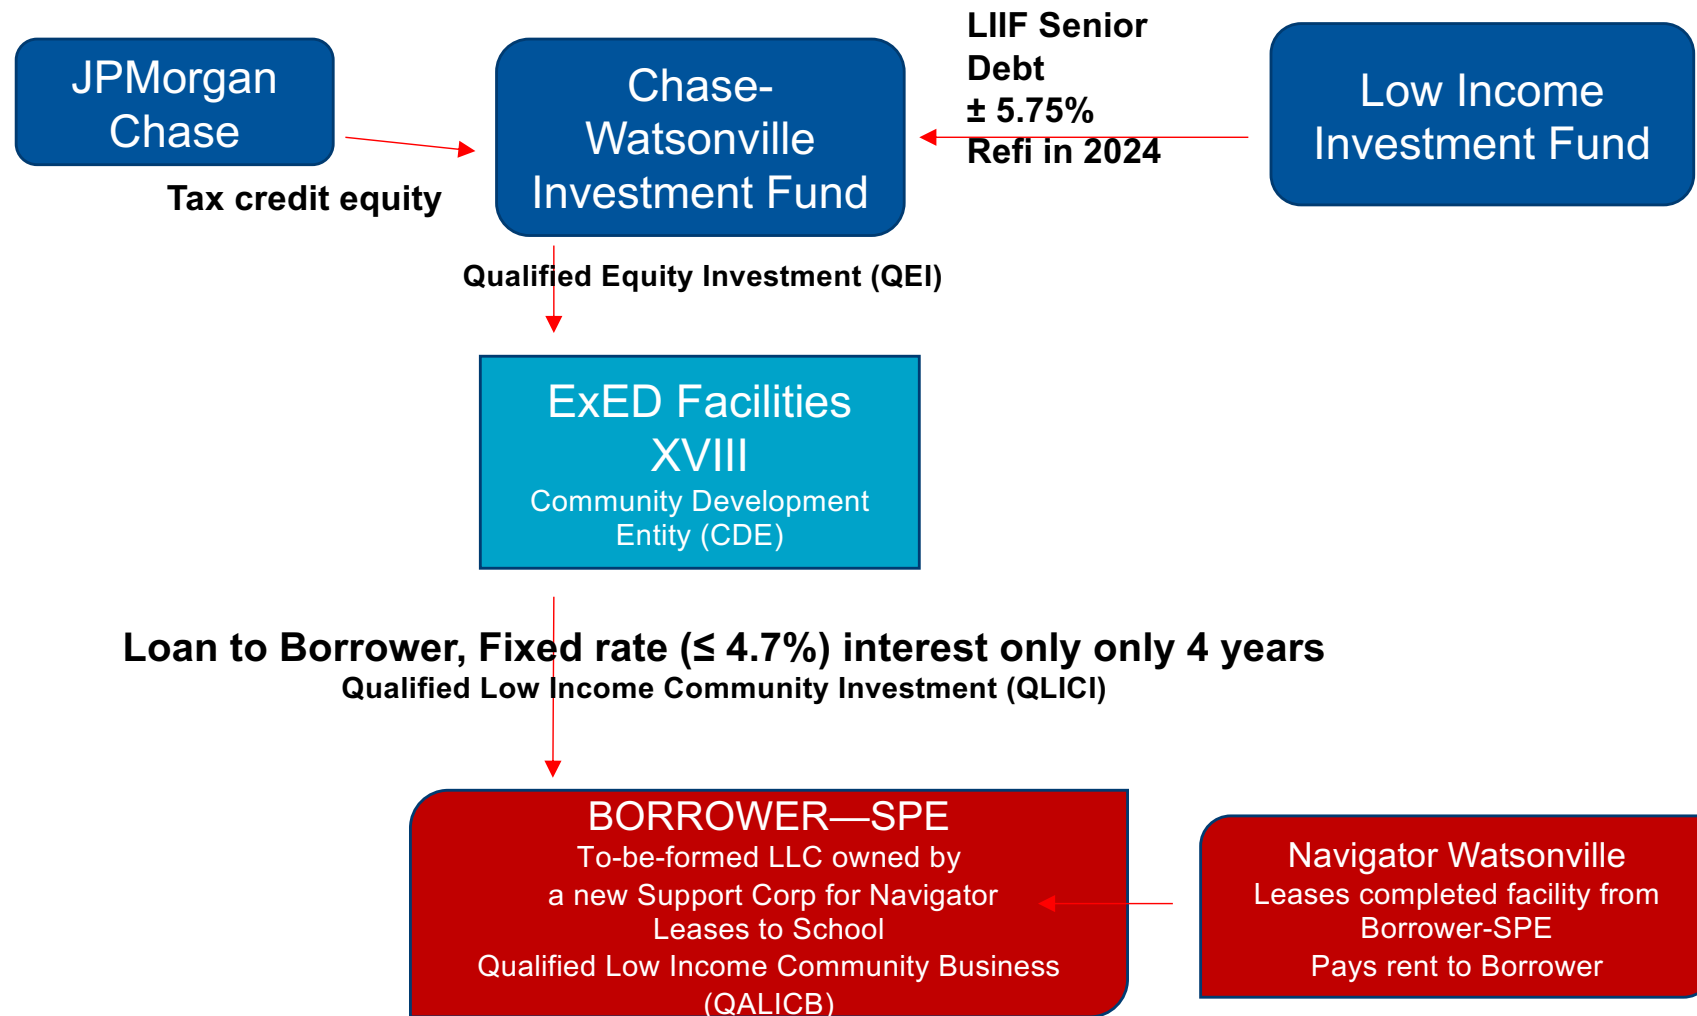 JPMorgan
Chase
Tax credit equity
Chase-
Watsonville
Investment Fund
LIIF Senior
Debt
± 5.75%
Refi in 2024
Low Income
Investment Fund
Qualified Equity Investment (QEI)
ExED Facilities
XVIII
Community Development
Entity (CDE)
Loan to Borrower, Fixed rate (≤ 4.7%) interest only only 4 years
Qualified Low Income Community Investment (QLICI)
BORROWER—SPE
To-be-formed LLC owned by
a new Support Corp for Navigator
Leases to School
Qualified Low Income Community Business
(QALICB)
Navigator Watsonville
Leases completed facility from
Borrower-SPE
Pays rent to Borrower